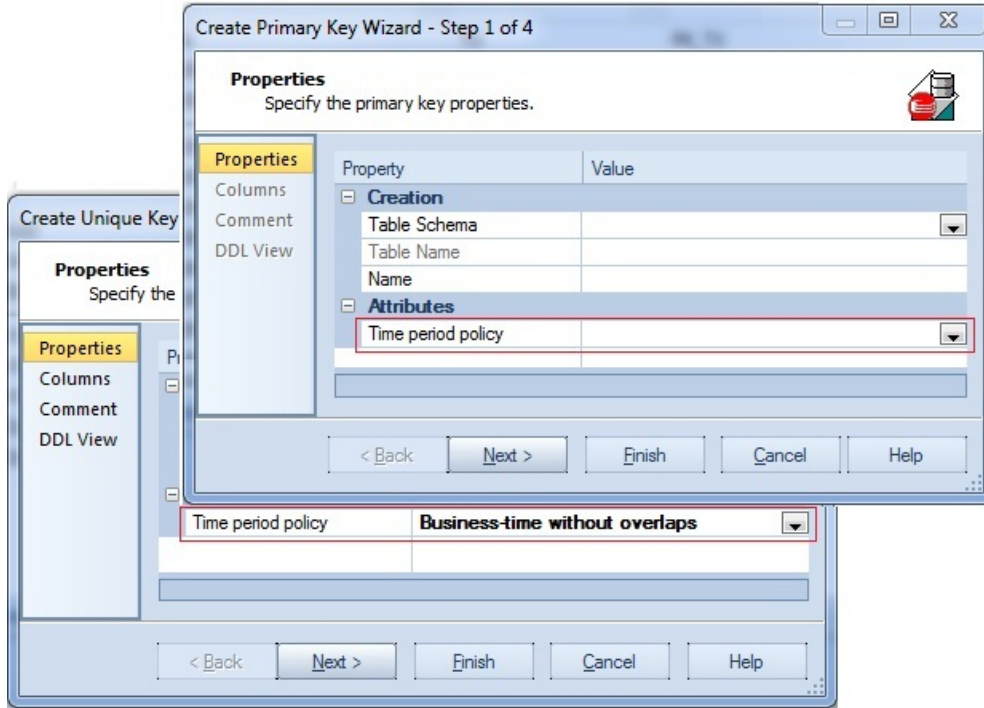 Create Primary Key Wizard - Step 1 of 4
Properties
Specify the primary key properties.
Properties
Columns
Comment
DDL View
Property Value
Creation
Table Schema
Table Name
Name
Attributes
Time period policy
< Back Next > Finish Cancel Help
Create Unique Key
Properties
Specify the
Properties
Columns
Comment
DDL View
Time period policy Business-time without overlaps
< Back Next > Finish Cancel Help